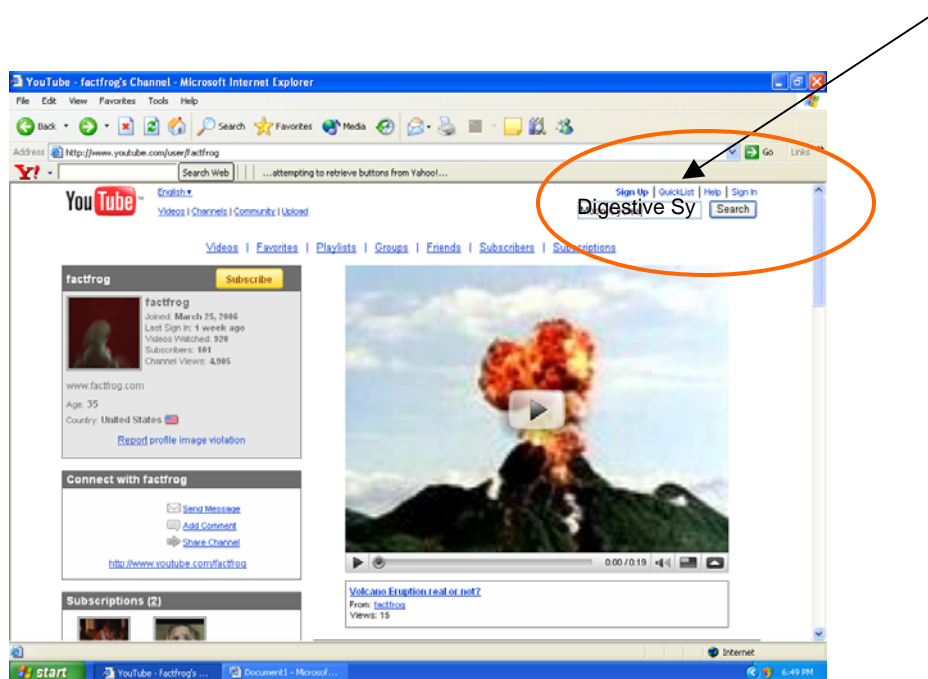 YouTube - factfrog's Channel - Microsoft Internet Explorer
File Edit View Favorites Tools Help
Back Search Favorites Media
Address http://www.youtube.com/user/factfrog Go Links
Y! Search Web ...attempting to retrieve buttons from Yahoo!...
YouTube English
Sign Up | QuickList | Help | Sign In
Videos | Channels | Community | Upload
Digestive Sy Search
Videos | Favorites | Playlists | Groups | Friends | Subscribers | Subscriptions
factfrog Subscribe
factfrog
Joined: March 25, 2006
Last Sign In: 1 week ago
Videos Watched: 920
Subscribers: 101
Channel Views: 4,905
www.factfrog.com
Age: 35
Country: United States
Report profile image violation
Connect with factfrog
Send Message
Add Comment
Share Channel
http://www.youtube.com/factfrog
0:00 / 0:19
Volcano Eruption real or not?
From: factfrog
Views: 15
Subscriptions (2)
Internet
start YouTube - factfrog's ... Document1 - Microsof... 6:49 PM